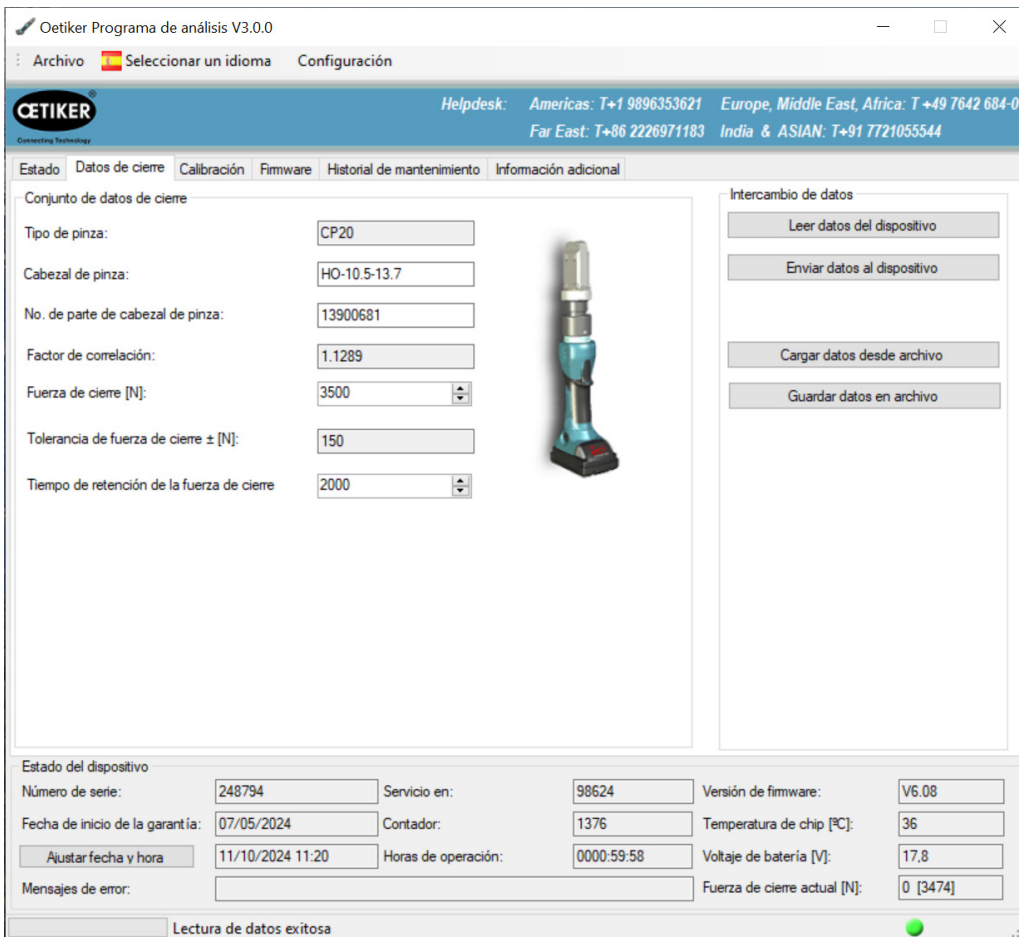 Oetiker Programa de análisis V3.0.0
Archivo Seleccionar un idioma Configuración
ŒTIKER ®
Connecting Technology
Helpdesk: Americas: T+1 9896353621 Europe, Middle East, Africa: T +49 7642 684-0
Far East: T+86 2226971183 India & ASIAN: T+91 7721055544
Estado Datos de cierre Calibración Firmware Historial de mantenimiento Información adicional
Conjunto de datos de cierre
Tipo de pinza: CP20
Cabezal de pinza: HO-10.5-13.7
No. de parte de cabezal de pinza: 13900681
Factor de correlación: 1.1289
Fuerza de cierre [N]: 3500
Tolerancia de fuerza de cierre ± [N]: 150
Tiempo de retención de la fuerza de cierre 2000
Intercambio de datos
Leer datos del dispositivo
Enviar datos al dispositivo
Cargar datos desde archivo
Guardar datos en archivo
Estado del dispositivo
Número de serie: 248794 Servicio en: 98624 Versión de firmware: V6.08
Fecha de inicio de la garantía: 07/05/2024 Contador: 1376 Temperatura de chip [ºC]: 36
Ajustar fecha y hora 11/10/2024 11:20 Horas de operación: 0000:59:58 Voltaje de batería [V]: 17,8
Mensajes de error: Fuerza de cierre actual [N]: 0 [3474]
Lectura de datos exitosa